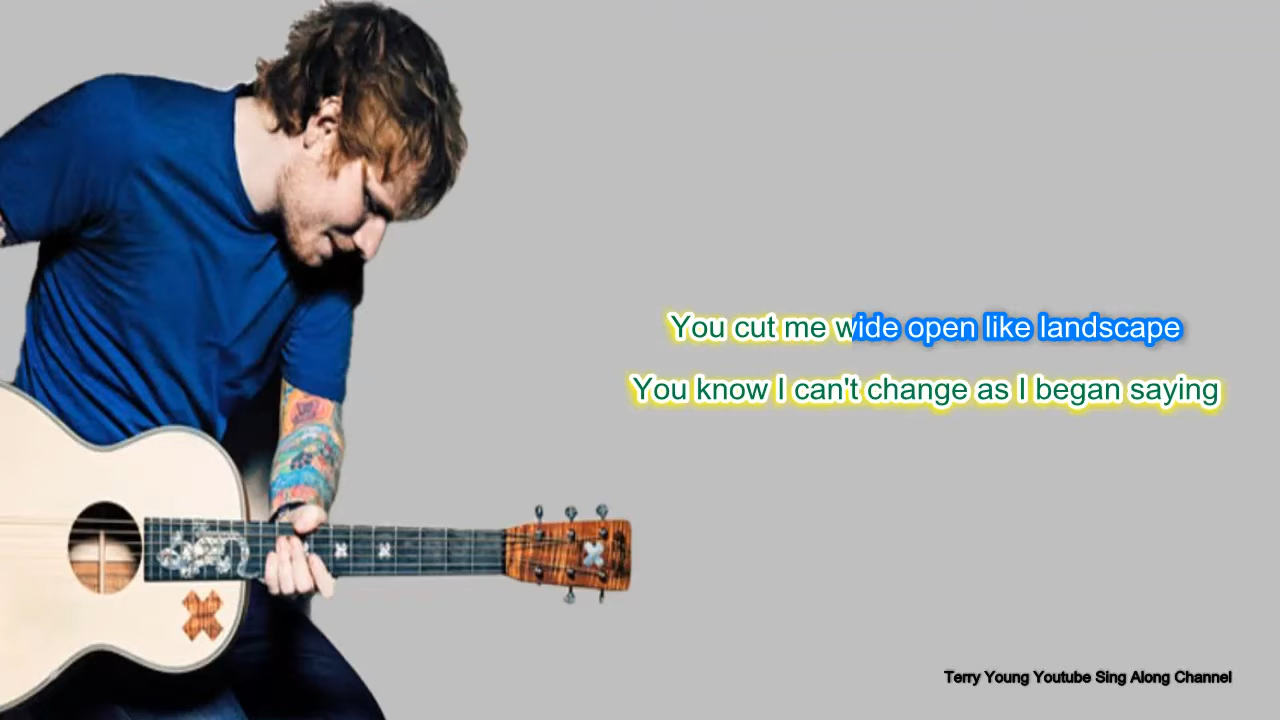 You cut me wide open like landscape
You know I can't change as I began saying
Terry Young Youtube Sing Along Channel